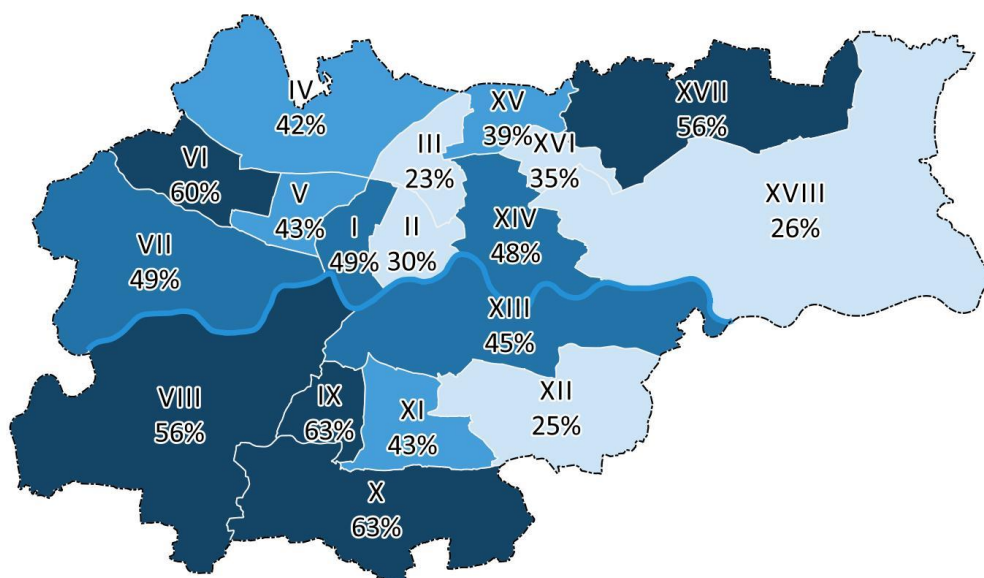 IV
42%
XV
39%
XVII
56%
III
23%
XVI
35%
VI
60%
V
43%
XVIII
26%
I
49%
II
30%
XIV
48%
VII
49%
XIII
45%
VIII
56%
IX
63%
XI
43%
XII
25%
X
63%